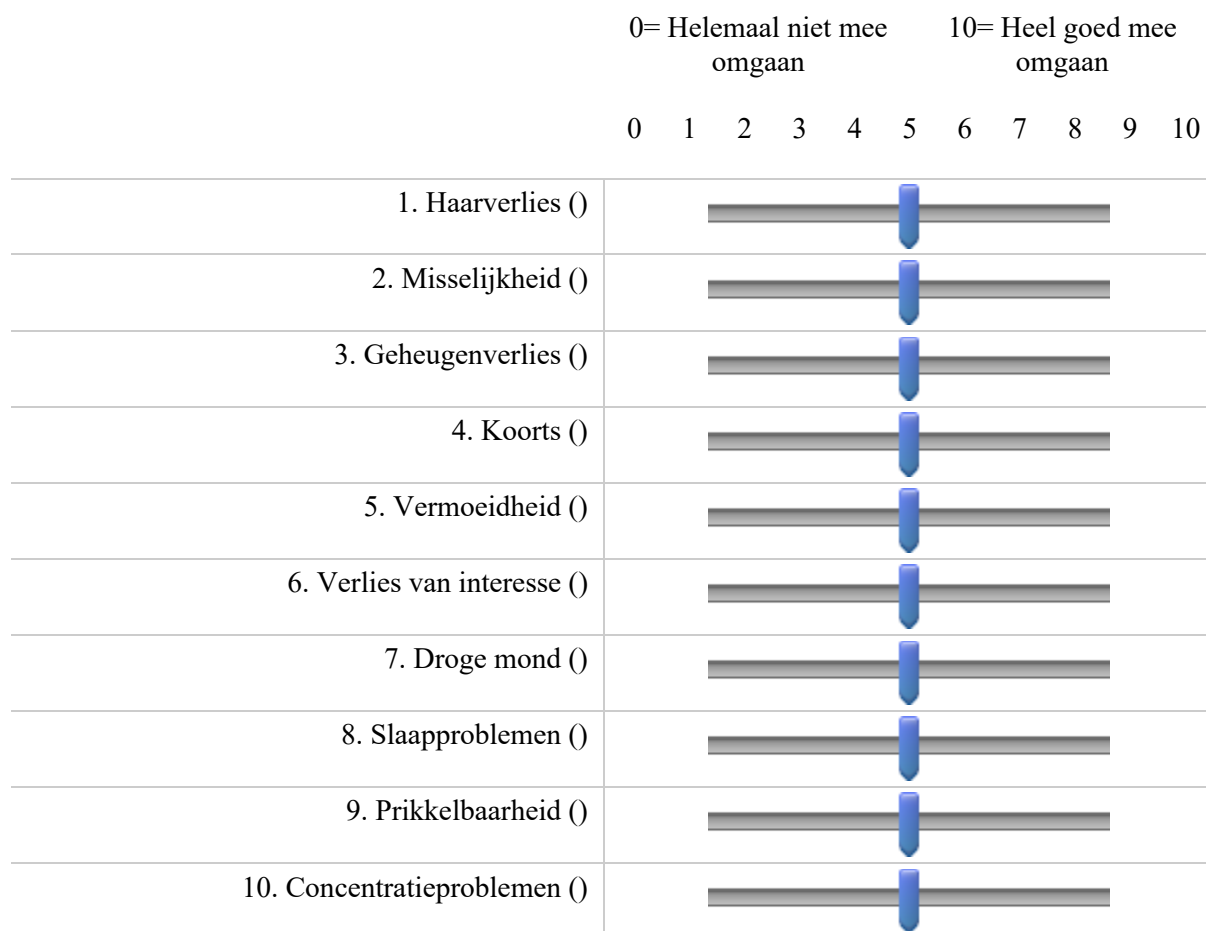 0= Helemaal niet mee 10= Heel goed mee
omgaan omgaan
0 1 2 3 4 5 6 7 8 9 10
1. Haarverlies ()
2. Misselijkheid ()
3. Geheugenverlies ()
4. Koorts ()
5. Vermoeidheid ()
6. Verlies van interesse ()
7. Droge mond ()
8. Slaapproblemen ()
9. Prikkelbaarheid ()
10. Concentratieproblemen ()